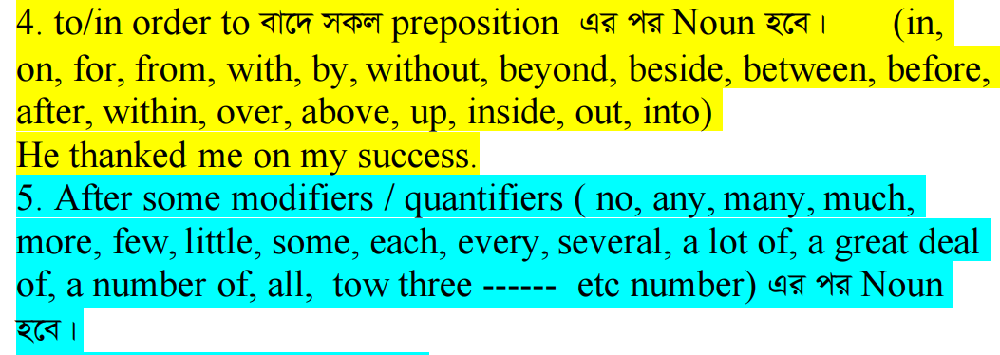 4. to/in order to বাদে সকল preposition এর পর Noun হবে। (in,
on, for, from, with, by, without, beyond, beside, between, before,
after, within, over, above, up, inside, out, into)
He thanked me on my success.
5. After some modifiers / quantifiers ( no, any, many, much,
more, few, little, some, each, every, several, a lot of, a great deal
of, a number of, all, tow three ------ etc number) এর পর Noun
হবে।